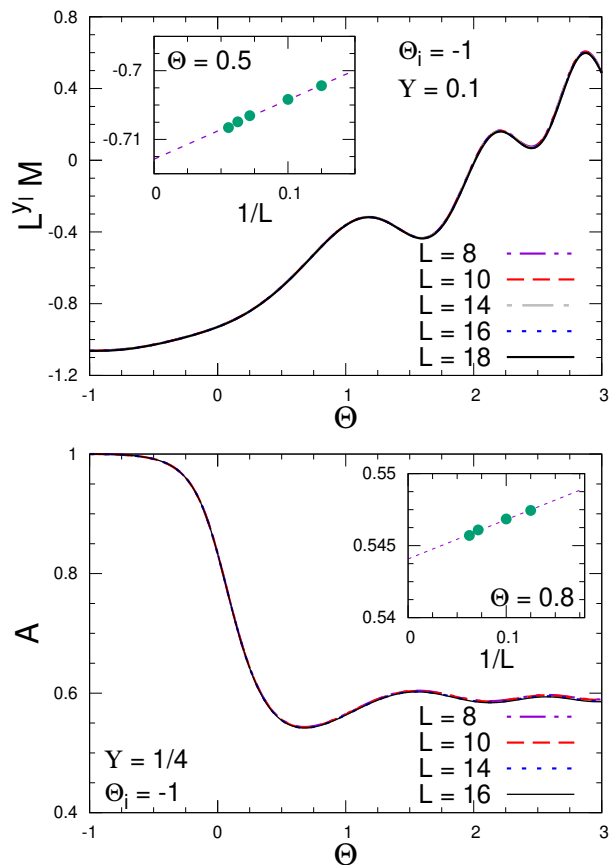 0.8
0.4
0
-0.4
-0.8
-1.2
L^{y_l} M
-0.7
-0.71
Θ = 0.5
0
0.1
1/L
Θ_i = -1
Υ = 0.1
L = 8
L = 10
L = 14
L = 16
L = 18
-1
0
1
2
3
Θ
1
0.8
0.6
0.4
A
0.55
0.545
0.54
Θ = 0.8
0
0.1
1/L
Υ = 1/4
Θ_i = -1
L = 8
L = 10
L = 14
L = 16
-1
0
1
2
3
Θ